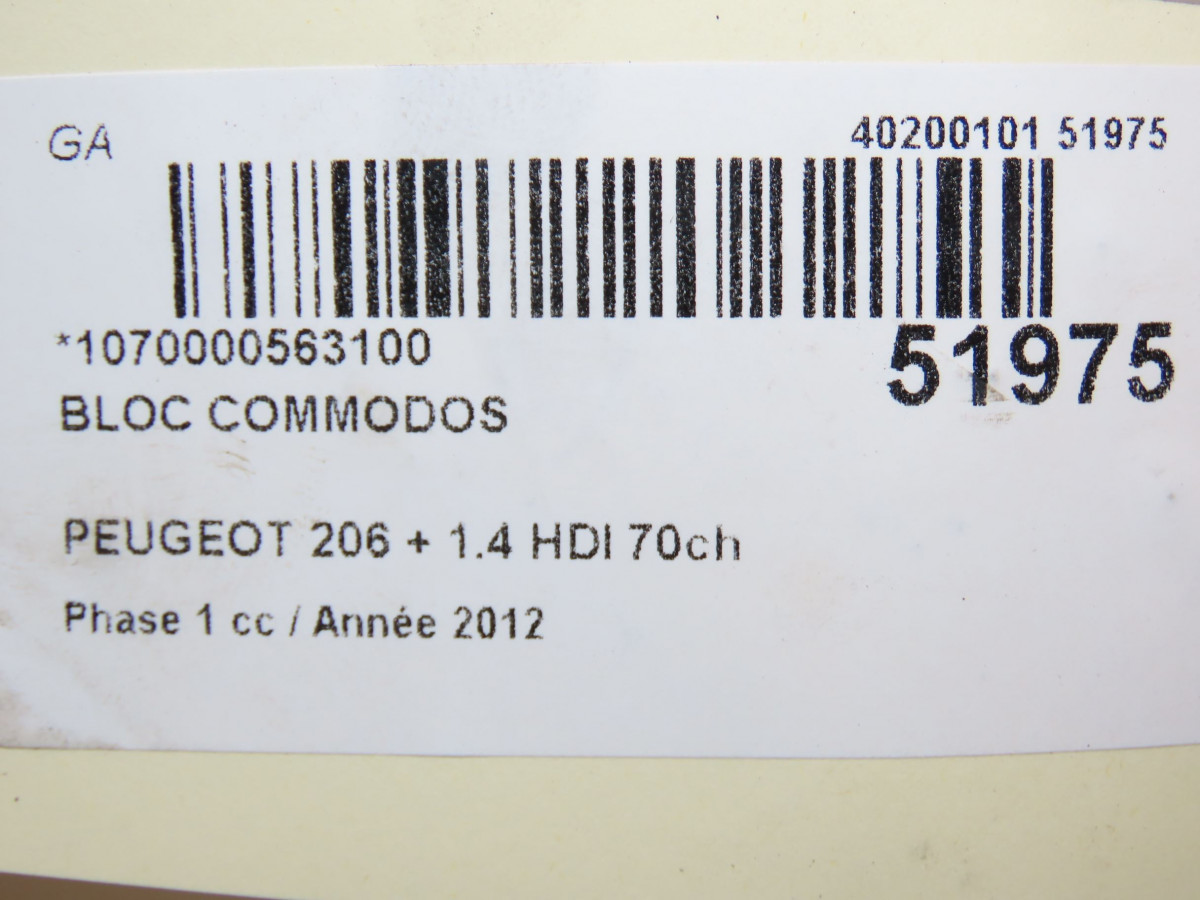 GA
40200101 51975
*1070000563100
51975
BLOC COMMODOS
PEUGEOT 206 + 1.4 HDI 70ch
Phase 1 cc / Année 2012